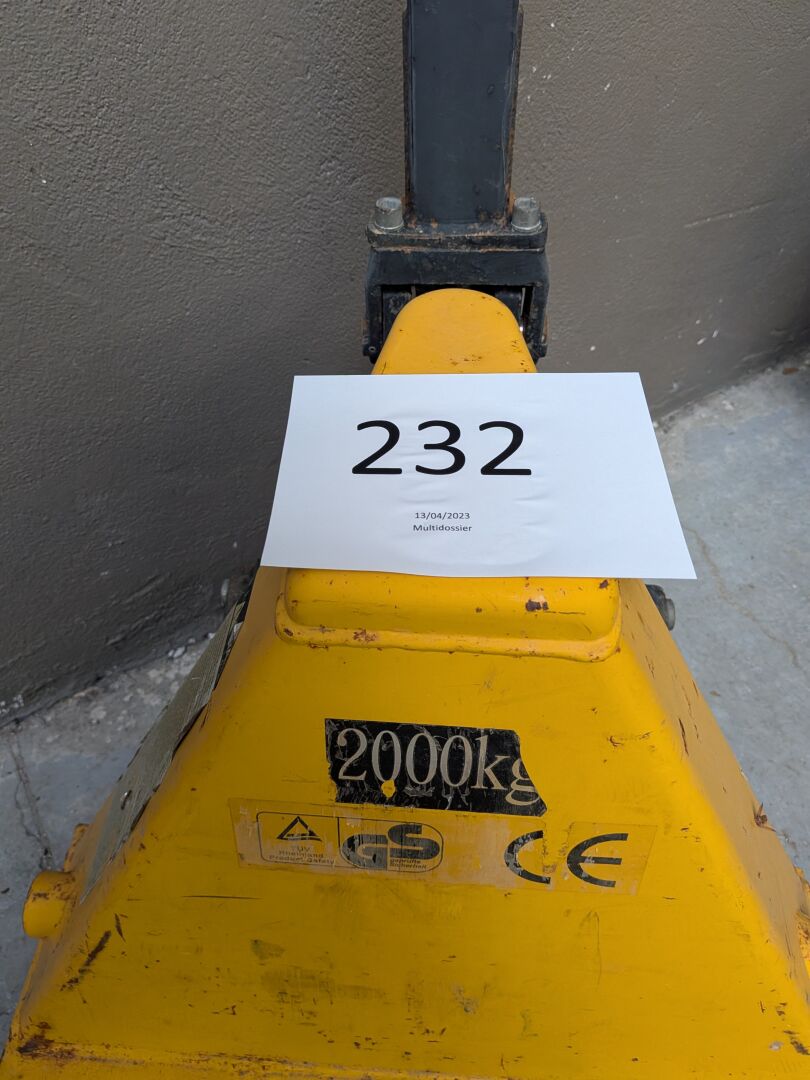 232
13/04/2023
Multidossier
2000kg
TÜV
Rheinland
Product Safety
GS
geprüfte
Sicherheit
CE